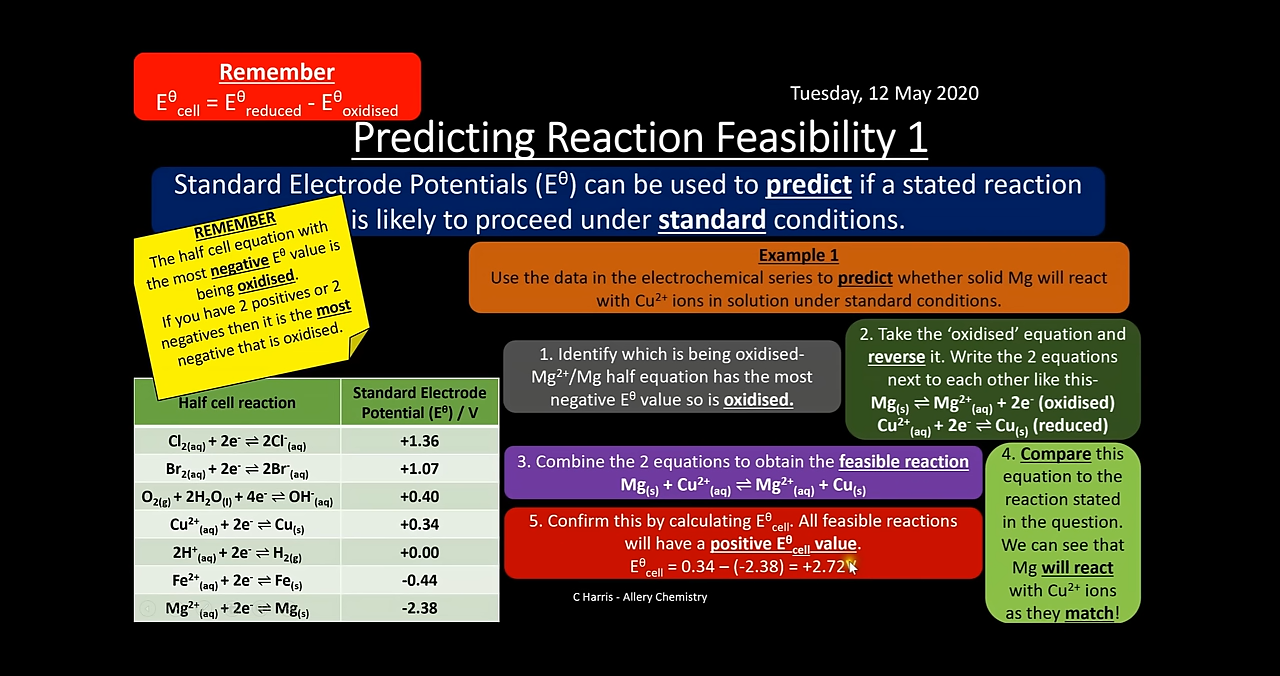 Remember
Eᶿcell = Eᶿreduced - Eᶿoxidised
Tuesday, 12 May 2020
Predicting Reaction Feasibility 1
Standard Electrode Potentials (Eᶿ) can be used to predict if a stated reaction
is likely to proceed under standard conditions.
REMEMBER
The half cell equation with
the most negative Eᶿ value is
being oxidised.
If you have 2 positives or 2
negatives then it is the most
negative that is oxidised.
Example 1
Use the data in the electrochemical series to predict whether solid Mg will react
with Cu²⁺ ions in solution under standard conditions.
1. Identify which is being oxidised-
Mg²⁺/Mg half equation has the most
negative Eᶿ value so is oxidised.
2. Take the ‘oxidised’ equation and
reverse it. Write the 2 equations
next to each other like this-
Mg(s) ⇌ Mg²⁺(aq) + 2e⁻ (oxidised)
Cu²⁺(aq) + 2e⁻ ⇌ Cu(s) (reduced)
3. Combine the 2 equations to obtain the feasible reaction
Mg(s) + Cu²⁺(aq) ⇌ Mg²⁺(aq) + Cu(s)
4. Compare this
equation to the
reaction stated
in the question.
We can see that
Mg will react
with Cu²⁺ ions
as they match!
5. Confirm this by calculating Eᶿcell. All feasible reactions
will have a positive Eᶿcell value.
Eᶿcell = 0.34 – (-2.38) = +2.72V
Half cell reaction Standard Electrode
Potential (Eᶿ) / V
Cl2(aq) + 2e⁻ ⇌ 2Cl⁻(aq) +1.36
Br2(aq) + 2e⁻ ⇌ 2Br⁻(aq) +1.07
O2(g) + 2H2O(l) + 4e⁻ ⇌ OH⁻(aq) +0.40
Cu²⁺(aq) + 2e⁻ ⇌ Cu(s) +0.34
2H⁺(aq) + 2e⁻ ⇌ H2(g) +0.00
Fe²⁺(aq) + 2e⁻ ⇌ Fe(s) -0.44
Mg²⁺(aq) + 2e⁻ ⇌ Mg(s) -2.38
C Harris - Allery Chemistry